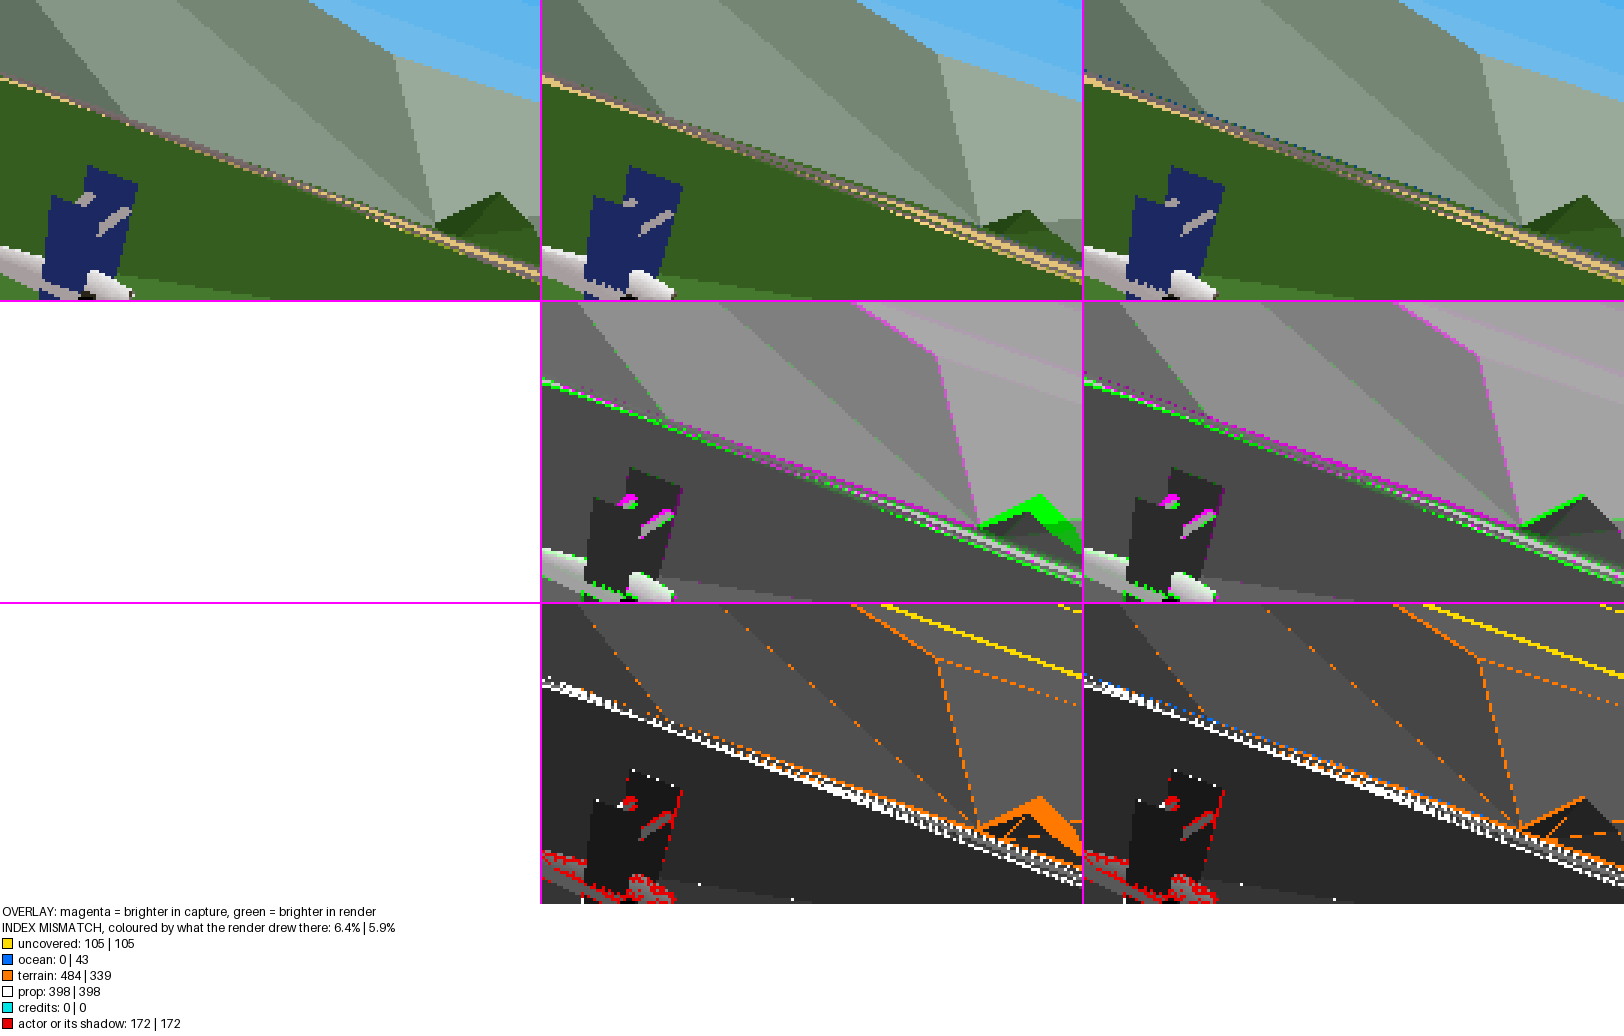 OVERLAY: magenta = brighter in capture, green = brighter in render
INDEX MISMATCH, coloured by what the render drew there: 6.4% | 5.9%
uncovered: 105 | 105
ocean: 0 | 43
terrain: 484 | 339
prop: 398 | 398
credits: 0 | 0
actor or its shadow: 172 | 172